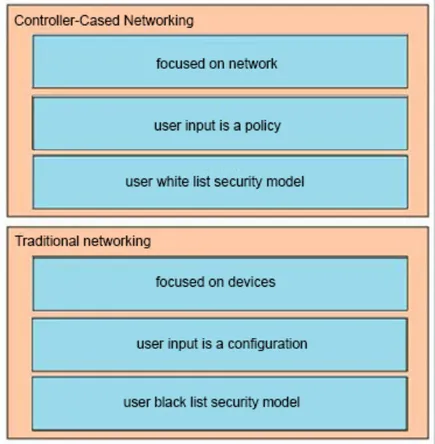 Controller-Cased Networking
focused on network
user input is a policy
user white list security model
Traditional networking
focused on devices
user input is a configuration
user black list security model